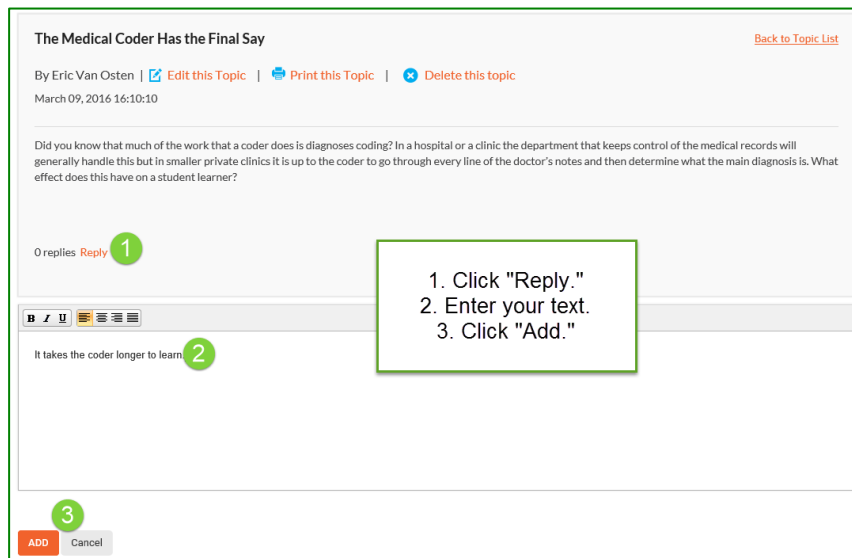 The Medical Coder Has the Final Say
Back to Topic List
By Eric Van Osten | Edit this Topic | Print this Topic | Delete this topic
March 09, 2016 16:10:10
Did you know that much of the work that a coder does is diagnoses coding? In a hospital or a clinic the department that keeps control of the medical records will
generally handle this but in smaller private clinics it is up to the coder to go through every line of the doctor's notes and then determine what the main diagnosis is. What
effect does this have on a student learner?
0 replies Reply 1
1. Click "Reply."
2. Enter your text.
3. Click "Add."
B I U
It takes the coder longer to learn. 2
3
ADD Cancel